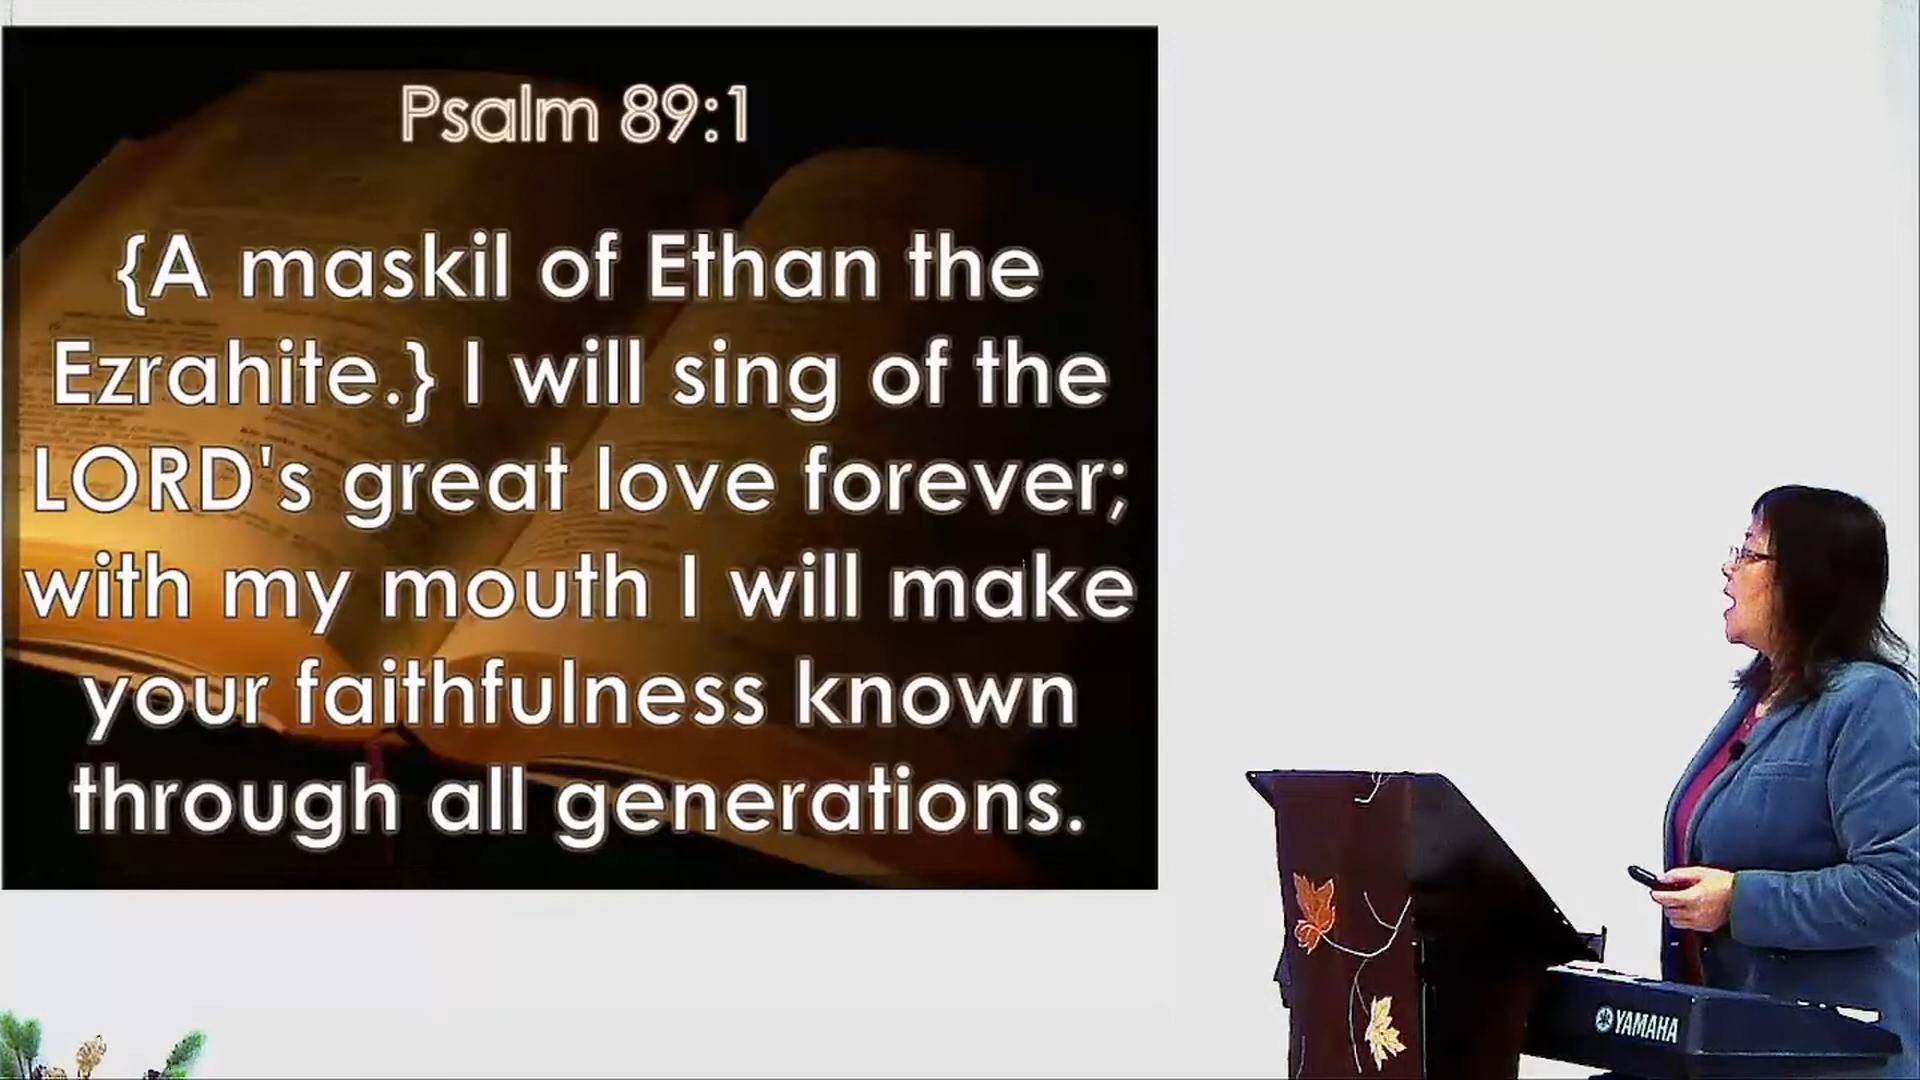 Psalm 89:1
{A maskil of Ethan the
Ezrahite.} I will sing of the
LORD's great love forever;
with my mouth I will make
your faithfulness known
through all generations.
YAMAHA